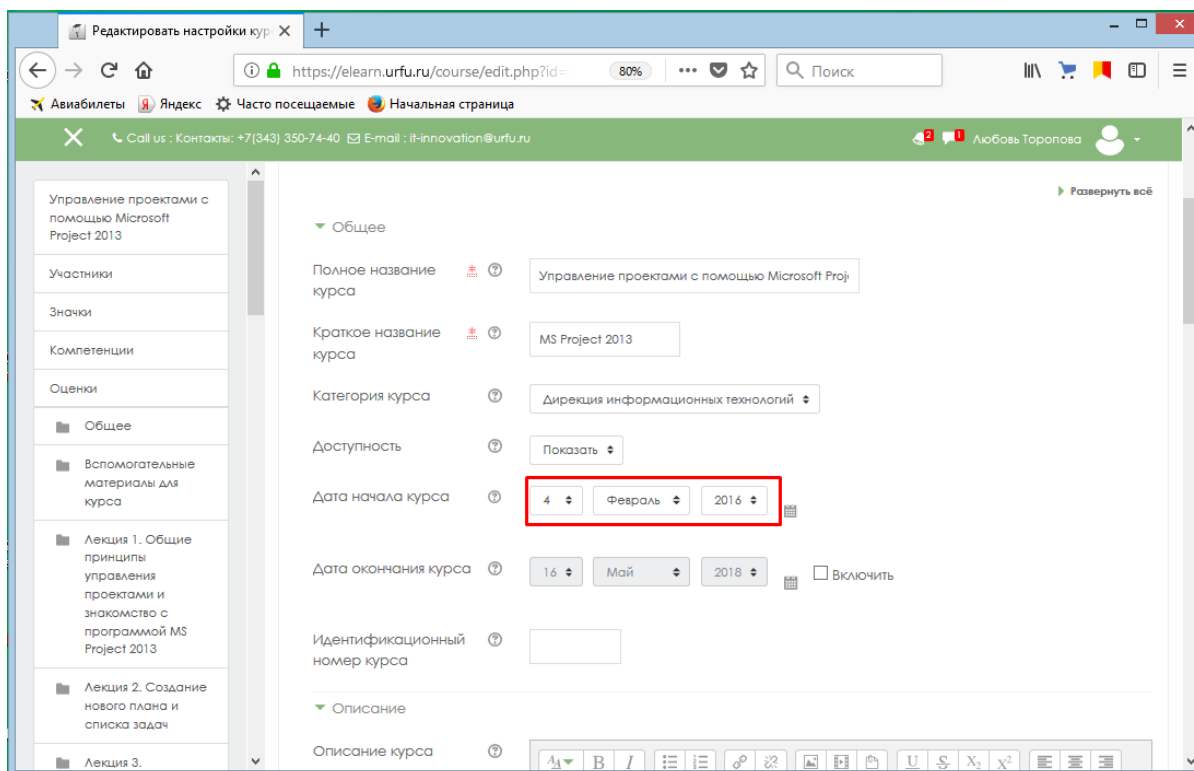 Редактировать настройки кур
https://elearn.urfu.ru/course/edit.php?id=
80%
Поиск
Авиабилеты
Яндекс
Часто посещаемые
Начальная страница
Call us : Контакты: +7(343) 350-74-40 E-mail : it-innovation@urfu.ru
2
1
Любовь Торопова
Управление проектами с
помощью Microsoft
Project 2013
Участники
Значки
Компетенции
Оценки
Общее
Вспомогательные
материалы для
курса
Лекция 1. Общие
принципы
управления
проектами и
знакомство с
программой MS
Project 2013
Лекция 2. Создание
нового плана и
списка задач
Лекция 3.
Развернуть всё
Общее
Полное название
курса
Управление проектами с помощью Microsoft Proj
Краткое название
курса
MS Project 2013
Категория курса
Дирекция информационных технологий
Доступность
Показать
Дата начала курса
4 Февраль 2016
Дата окончания курса
16 Май 2018
Включить
Идентификационный
номер курса
Описание
Описание курса